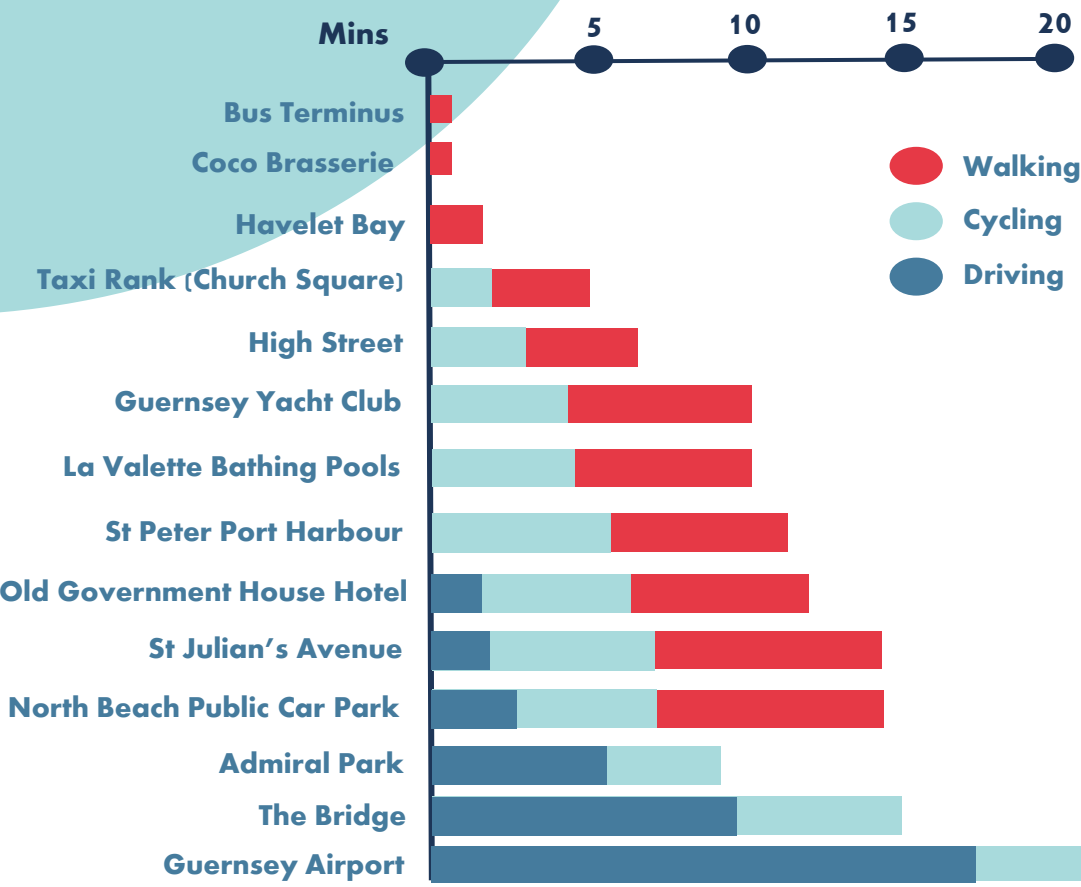 Mins
5
10
15
20
Bus Terminus
Coco Brasserie
Havelet Bay
Taxi Rank (Church Square)
High Street
Guernsey Yacht Club
La Valette Bathing Pools
St Peter Port Harbour
Old Government House Hotel
St Julian’s Avenue
North Beach Public Car Park
Admiral Park
The Bridge
Guernsey Airport
Walking
Cycling
Driving